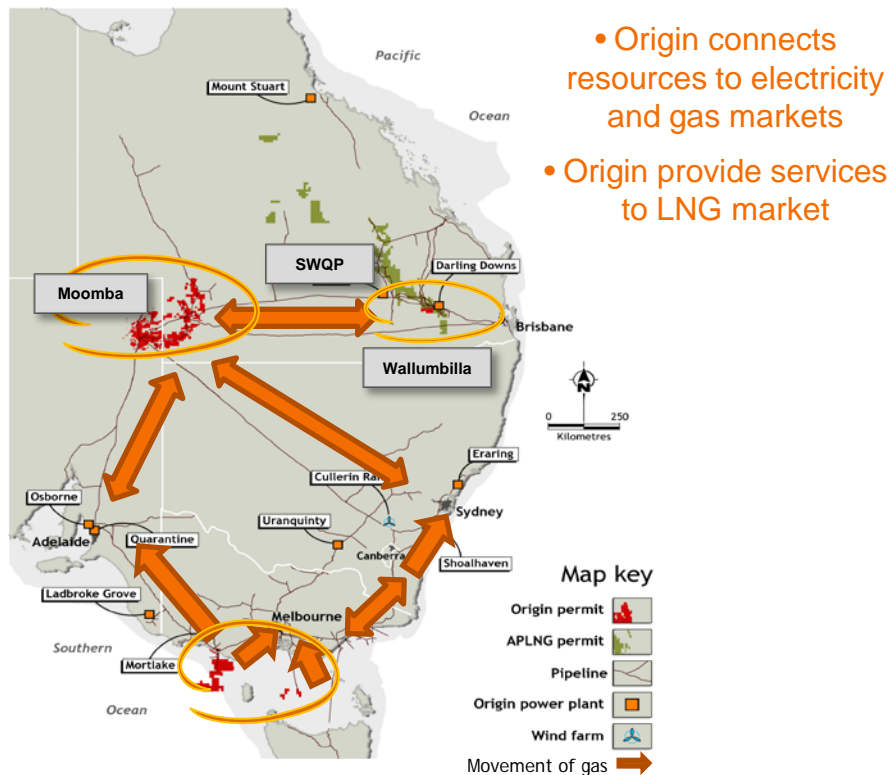 • Origin connects
resources to electricity
and gas markets
• Origin provide services
to LNG market
Pacific
Mount Stuart
Ocean
SWQP
Darling Downs
Moomba
Brisbane
Wallumbilla
N
0 250
Kilometres
Eraring
Cullerin Ran
Osborne
Sydney
Uranquinty
Adelaide
Quarantine
Canberra
Shoalhaven
Ladbroke Grove
Melbourne
Southern
Mortlake
Ocean
Map key
Origin permit
APLNG permit
Pipeline
Origin power plant
Wind farm
Movement of gas